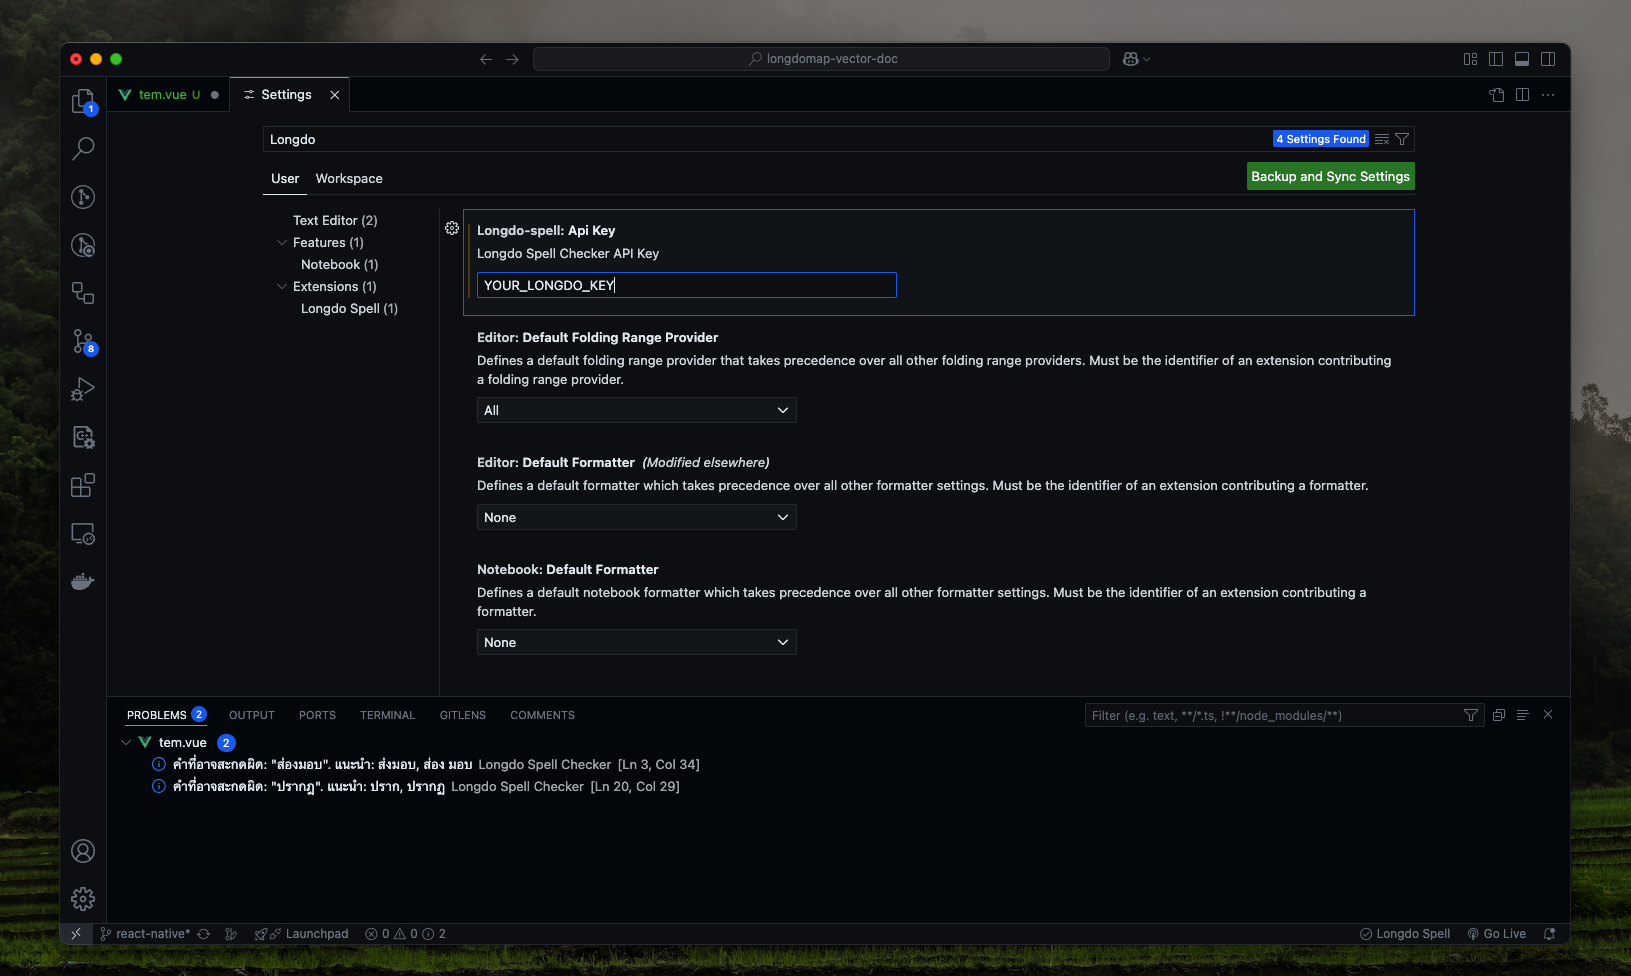 longdomap-vector-doc
tem.vue U
Settings
1
Longdo
4 Settings Found
User
Workspace
Backup and Sync Settings
Text Editor (2)
Features (1)
Notebook (1)
Extensions (1)
Longdo Spell (1)
Longdo-spell: Api Key
Longdo Spell Checker API Key
YOUR_LONGDO_KEY
Editor: Default Folding Range Provider
Defines a default folding range provider that takes precedence over all other folding range providers. Must be the identifier of an extension contributing
a folding range provider.
All
8
Editor: Default Formatter (Modified elsewhere)
Defines a default formatter which takes precedence over all other formatter settings. Must be the identifier of an extension contributing a formatter.
None
Notebook: Default Formatter
Defines a default notebook formatter which takes precedence over all other formatter settings. Must be the identifier of an extension contributing a
formatter.
None
PROBLEMS 2
OUTPUT
PORTS
TERMINAL
GITLENS
COMMENTS
Filter (e.g. text, **/*.ts, !**/node_modules/**)
tem.vue 2
คำที่อาจสะกดผิด: "ส่องมอบ". แนะนำ: ส่งมอบ, ส่อง มอบ Longdo Spell Checker [Ln 3, Col 34]
คำที่อาจสะกดผิด: "ปรากฎ". แนะนำ: ปราก, ปรากฏ Longdo Spell Checker [Ln 20, Col 29]
react-native*
Launchpad
0 0 2
Longdo Spell
Go Live